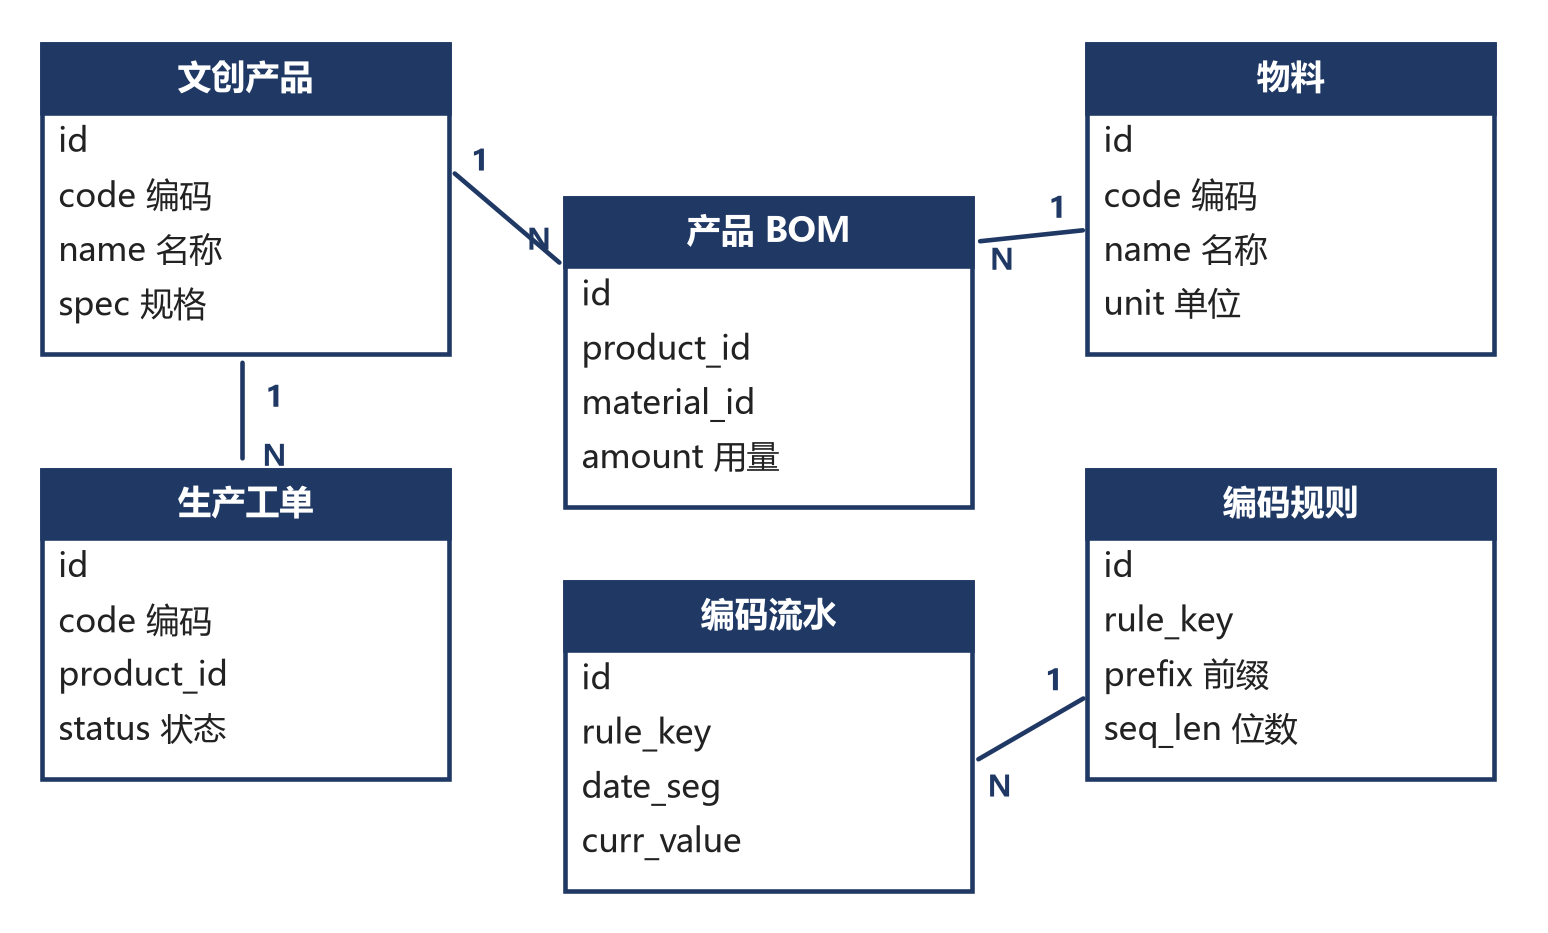 文创产品
id
code 编码
name 名称
spec 规格
1
N
产品 BOM
id
product_id
material_id
amount 用量
1
N
物料
id
code 编码
name 名称
unit 单位
1
N
生产工单
id
code 编码
product_id
status 状态
编码流水
id
rule_key
date_seg
curr_value
1
N
编码规则
id
rule_key
prefix 前缀
seq_len 位数